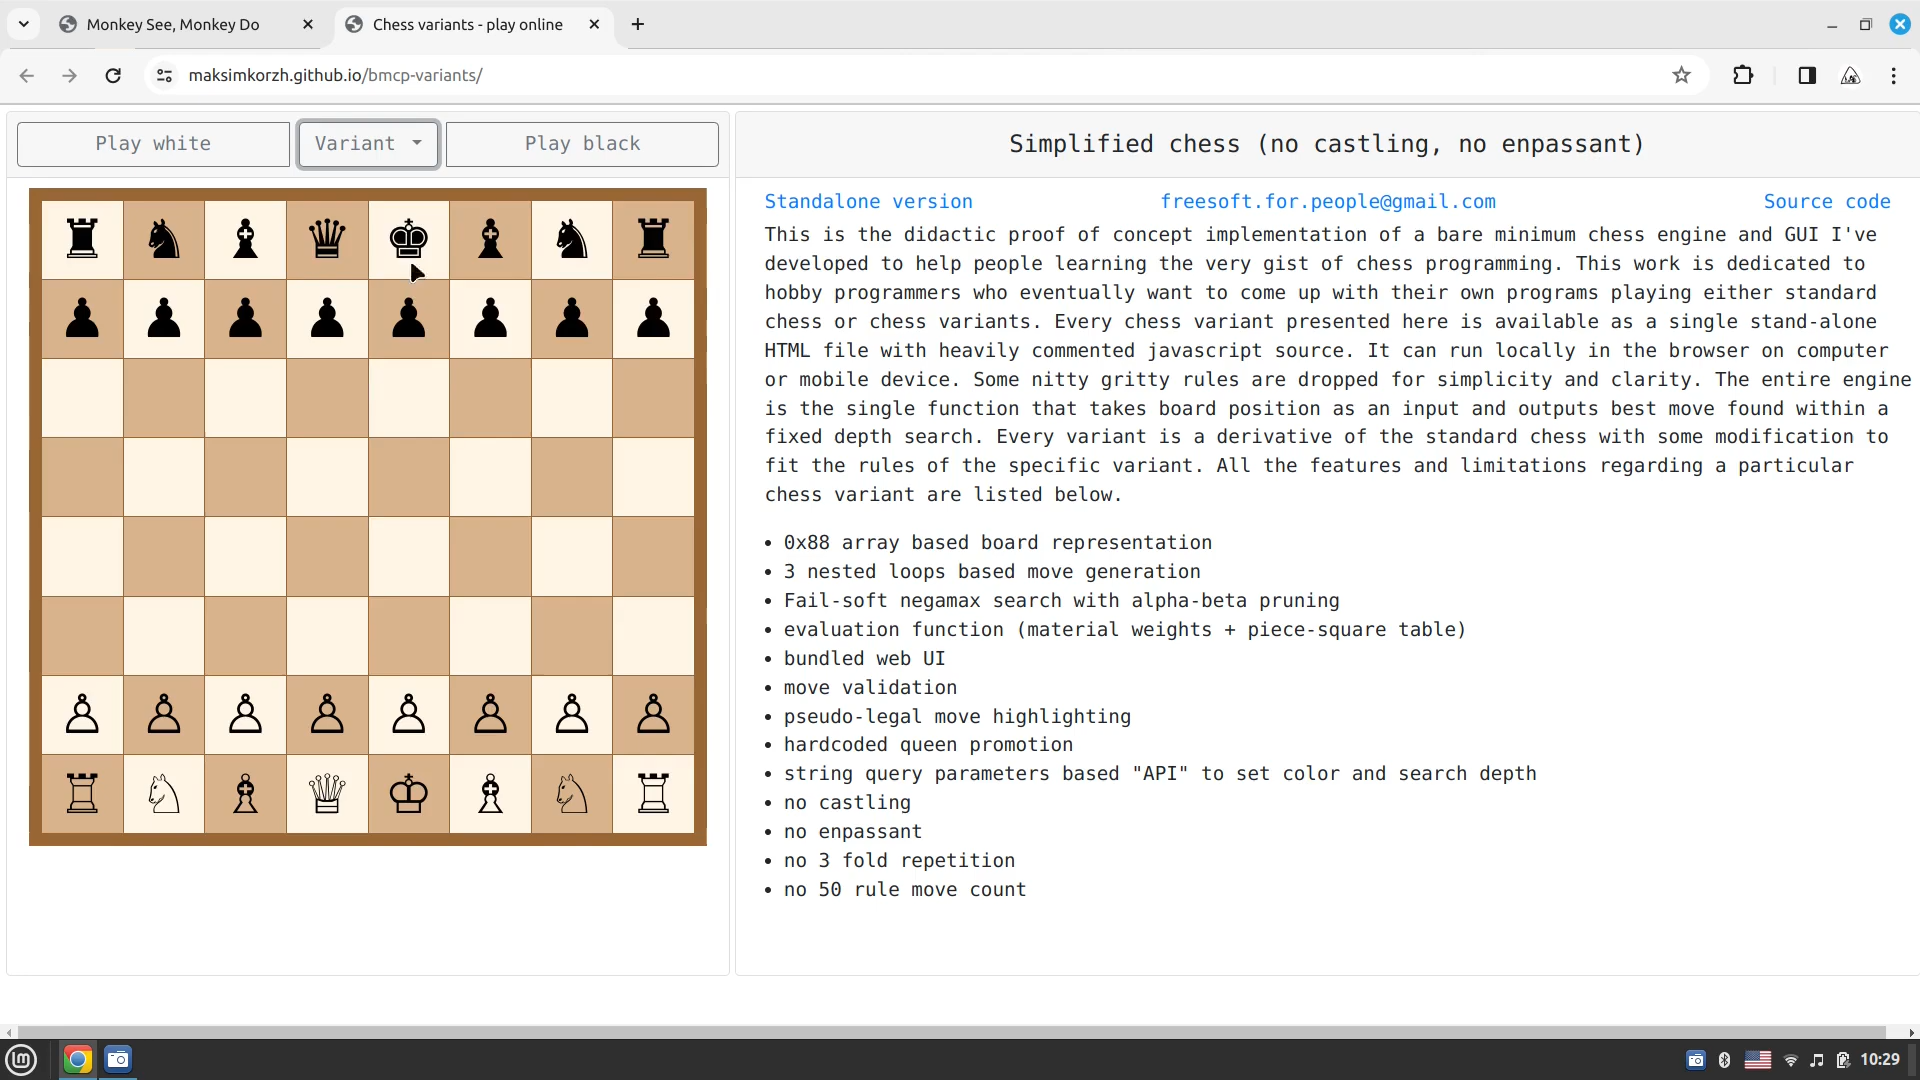 Monkey See, Monkey Do
Chess variants - play online
maksimkorzh.github.io/bmcp-variants/
Play white
Variant
Play black
Simplified chess (no castling, no enpassant)
Standalone version
freesoft.for.people@gmail.com
Source code
This is the didactic proof of concept implementation of a bare minimum chess engine and GUI I've
developed to help people learning the very gist of chess programming. This work is dedicated to
hobby programmers who eventually want to come up with their own programs playing either standard
chess or chess variants. Every chess variant presented here is available as a single stand-alone
HTML file with heavily commented javascript source. It can run locally in the browser on computer
or mobile device. Some nitty gritty rules are dropped for simplicity and clarity. The entire engine
is the single function that takes board position as an input and outputs best move found within a
fixed depth search. Every variant is a derivative of the standard chess with some modification to
fit the rules of the specific variant. All the features and limitations regarding a particular
chess variant are listed below.
• 0x88 array based board representation
• 3 nested loops based move generation
• Fail-soft negamax search with alpha-beta pruning
• evaluation function (material weights + piece-square table)
• bundled web UI
• move validation
• pseudo-legal move highlighting
• hardcoded queen promotion
• string query parameters based "API" to set color and search depth
• no castling
• no enpassant
• no 3 fold repetition
• no 50 rule move count
10:29